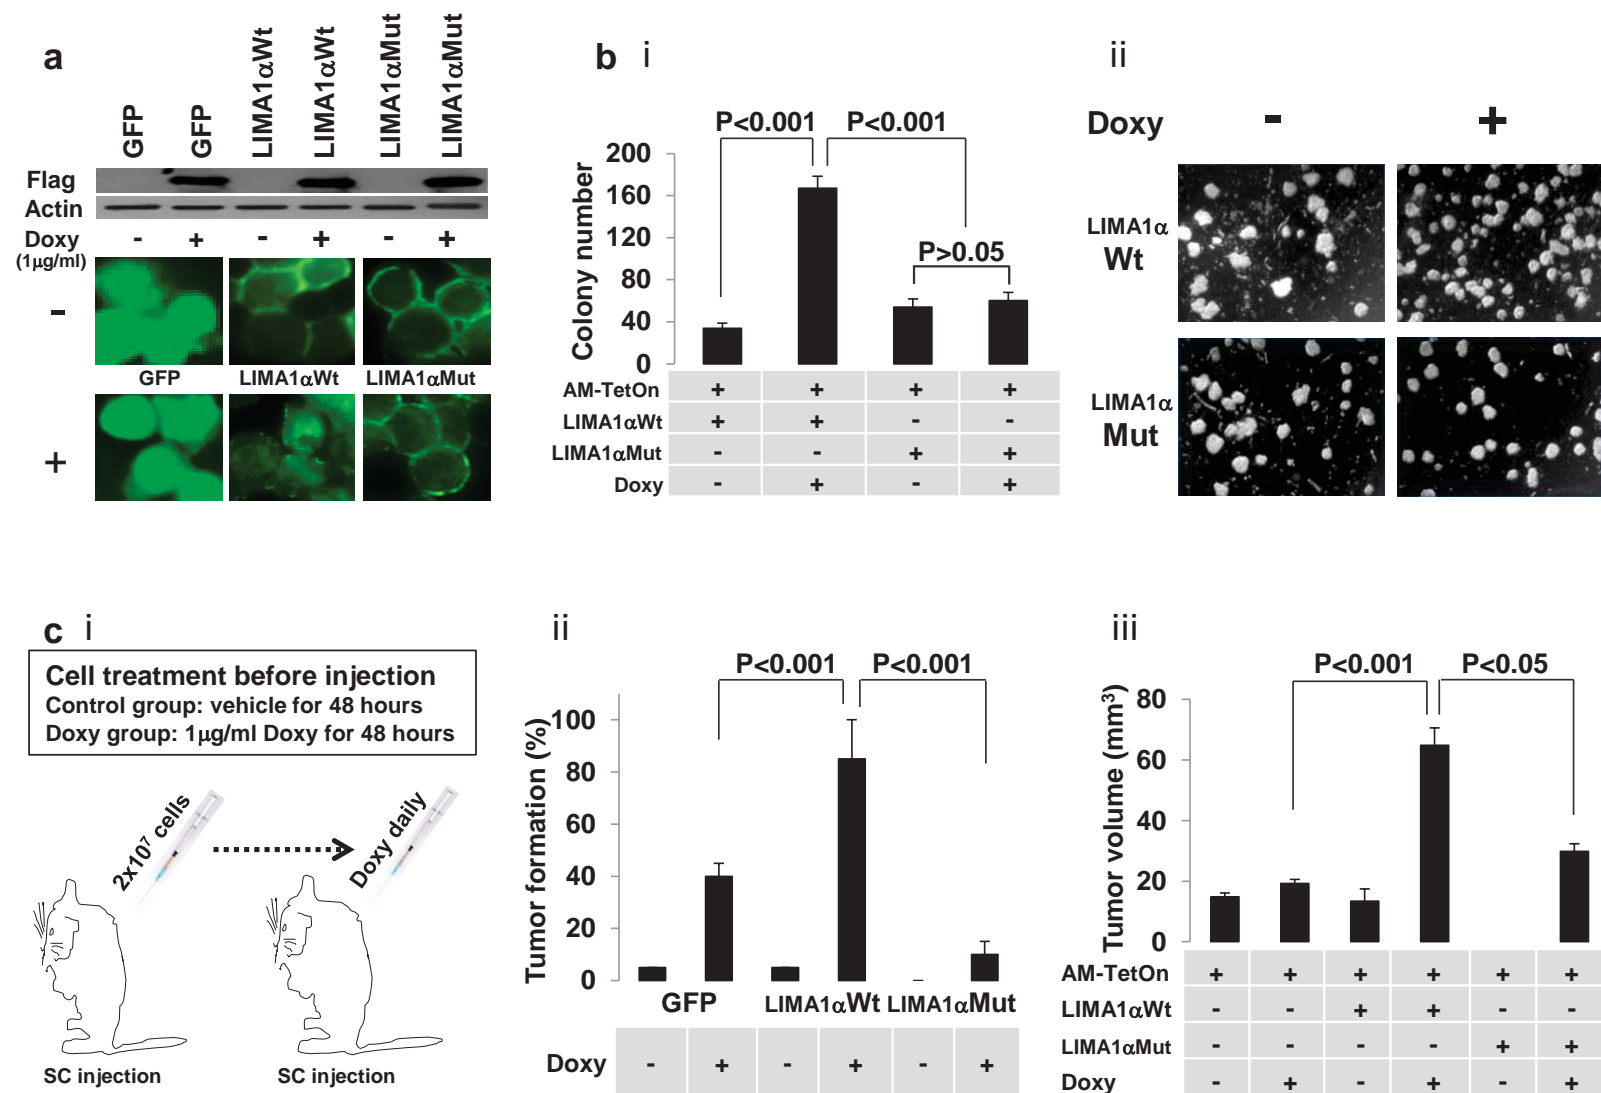 a
GFP
GFP
LIMA1αWt
LIMA1αWt
LIMA1αMut
LIMA1αMut
Flag
Actin
Doxy - + - + - +
(1μg/ml)
-
GFP LIMA1αWt LIMA1αMut
+
b i
P<0.001 P<0.001
P>0.05
Colony number
200
160
120
80
40
0
AM-TetOn + + + +
LIMA1αWt + + - -
LIMA1αMut - - + +
Doxy - + - +
ii
Doxy - +
LIMA1α
Wt
LIMA1α
Mut
c i
Cell treatment before injection
Control group: vehicle for 48 hours
Doxy group: 1μg/ml Doxy for 48 hours
2x10⁷ cells
Doxy daily
SC injection SC injection
ii
P<0.001 P<0.001
Tumor formation (%)
100
80
60
40
20
0
GFP LIMA1αWt LIMA1αMut
Doxy - + - + - +
iii
P<0.001 P<0.05
Tumor volume (mm³)
80
60
40
20
0
AM-TetOn + + + + + +
LIMA1αWt - - + + - -
LIMA1αMut - - - - + +
Doxy - + - + - +